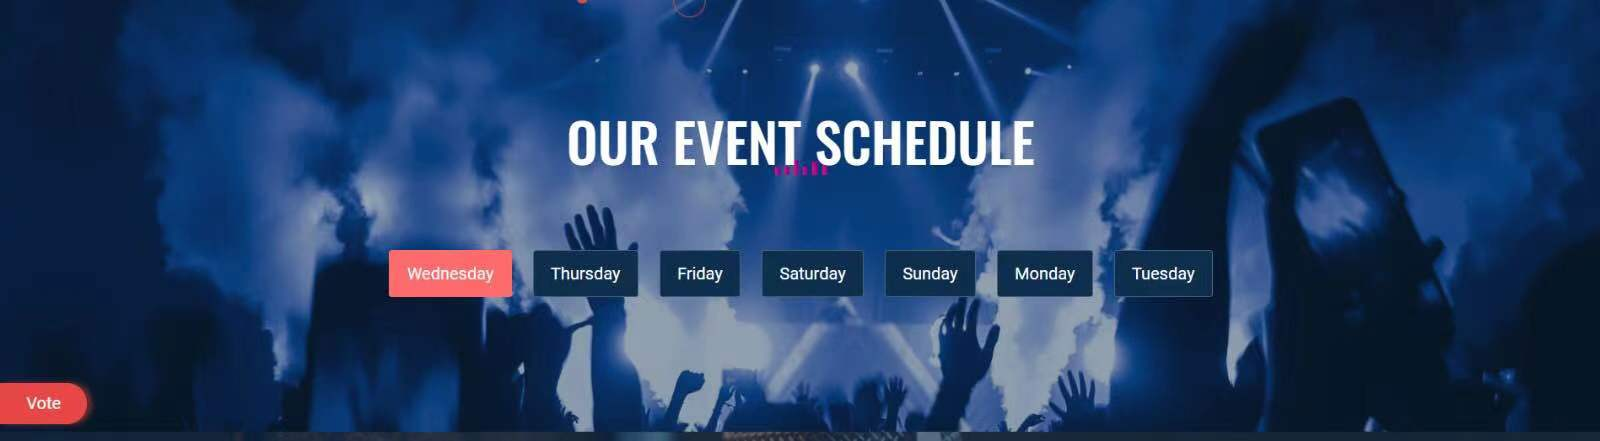 OUR EVENT SCHEDULE
Wednesday Thursday Friday Saturday Sunday Monday Tuesday
Vote